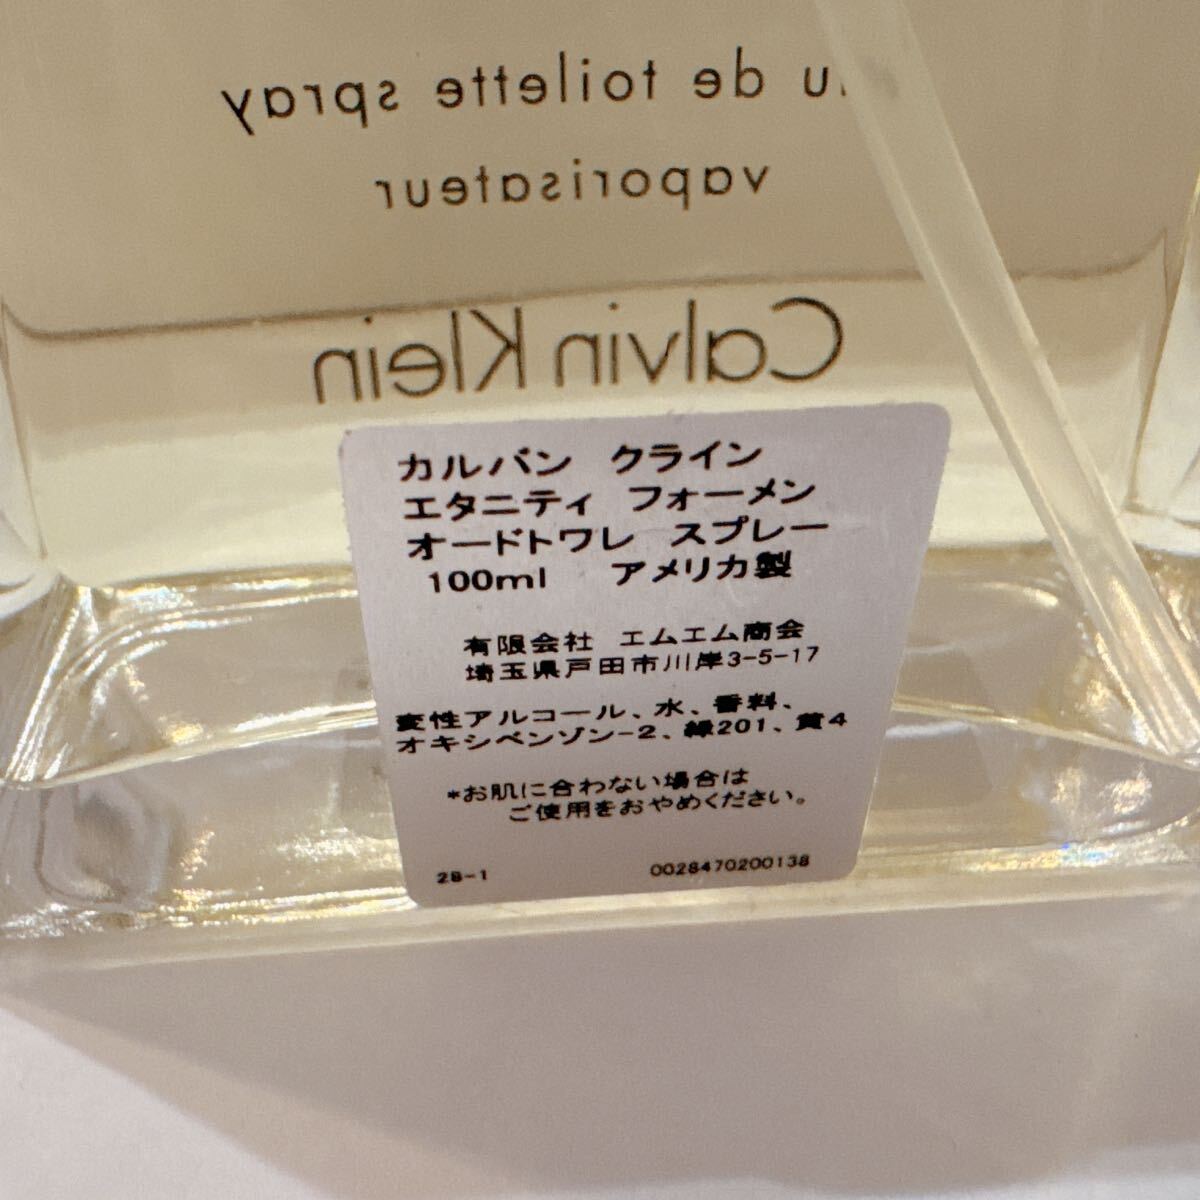 de toilette spray
vaporisateur
Calvin Klein
カルバン クライン
エタニティ フォーメン
オードトワレ スプレー
100ml アメリカ製
有限会社 エムエム商会
埼玉県戸田市川岸3-5-17
変性アルコール、水、香料、
オキシベンゾン-2、緑201、黄4
*お肌に合わない場合は
ご使用をおやめください。
28-1 0028470200138